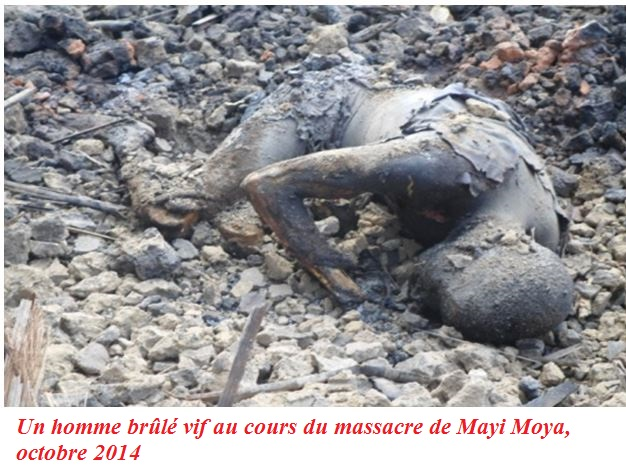 Un homme brûlé vif au cours du massacre de Mayi Moya,
octobre 2014